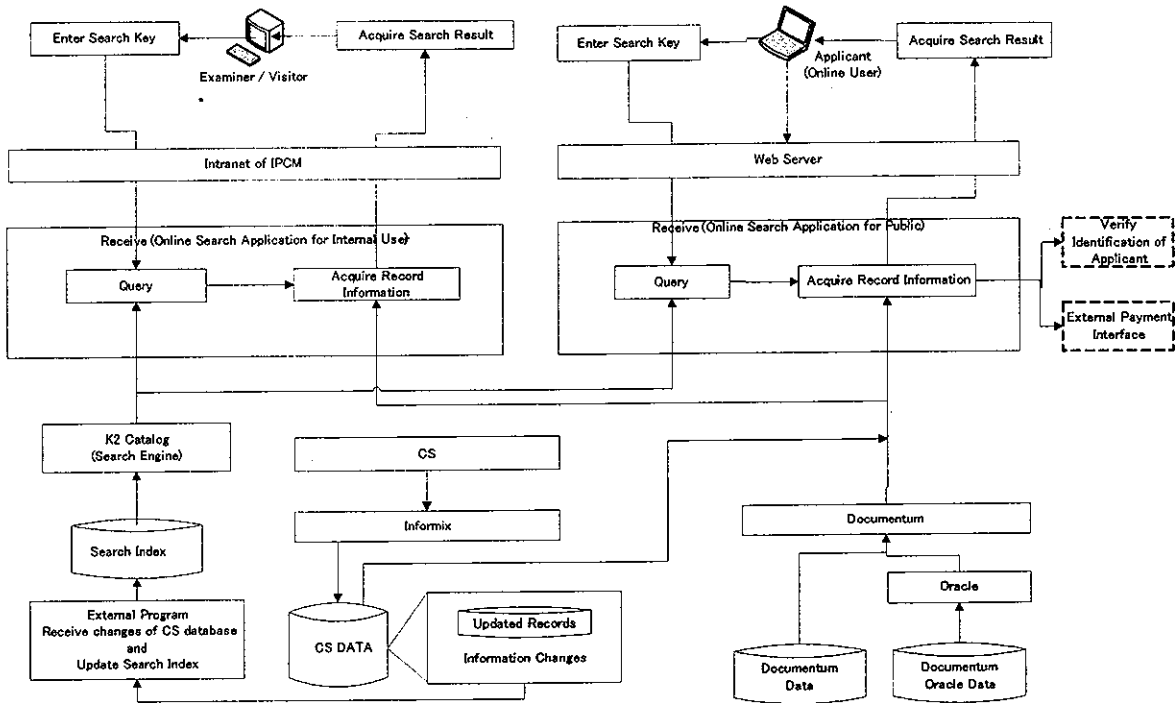 Enter Search Key
Acquire Search Result
Examiner / Visitor
Enter Search Key
Acquire Search Result
Applicant
(Online User)
Intranet of IPCM
Web Server
Receive (Online Search Application for Internal Use)
Query
Acquire Record
Information
Receive (Online Search Application for Public)
Query
Acquire Record Information
Verify
Identification of
Applicant
External Payment
Interface
K2 Catalog
(Search Engine)
CS
Informix
Documentum
Search Index
Oracle
External Program
Receive changes of CS database
and
Update Search Index
CS DATA
Updated Records
Information Changes
Documentum
Data
Documentum
Oracle Data